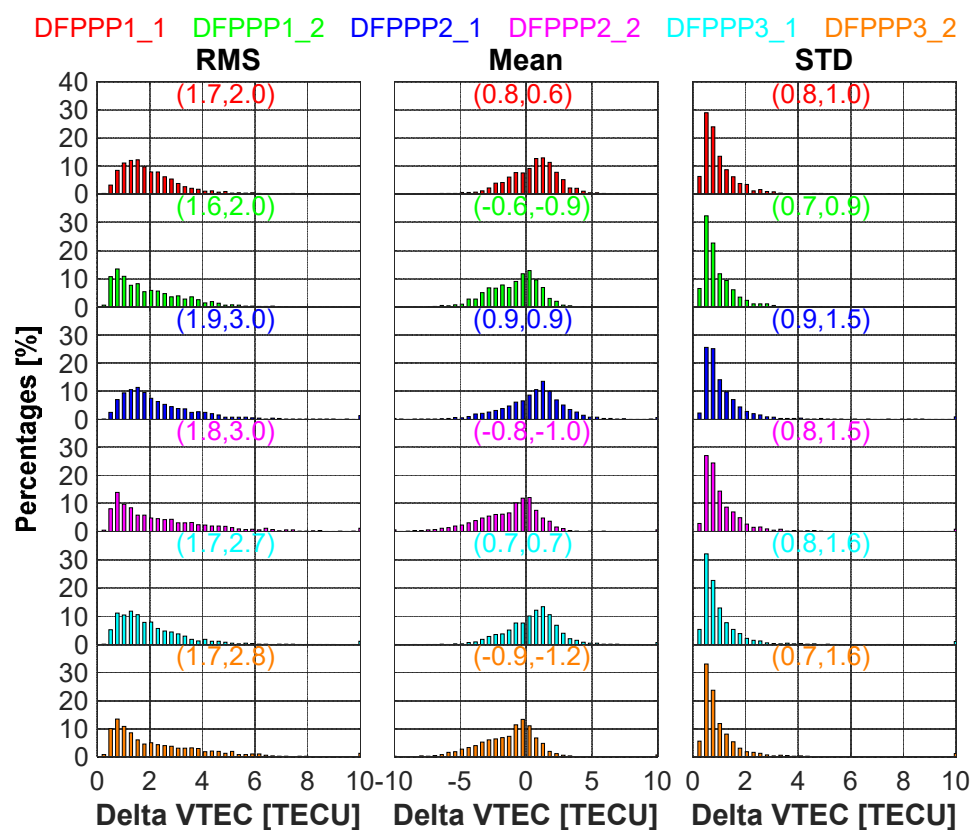 DFPPP1_1 DFPPP1_2 DFPPP2_1 DFPPP2_2 DFPPP3_1 DFPPP3_2
RMS Mean STD
40 (1.7,2.0) (0.8,0.6) (0.8,1.0)
30
20
10
0 (1.6,2.0) (-0.6,-0.9) (0.7,0.9)
30
20
10
0 (1.9,3.0) (0.9,0.9) (0.9,1.5)
30
20
10
0 (1.8,3.0) (-0.8,-1.0) (0.8,1.5)
30
20
10
0 (1.7,2.7) (0.7,0.7) (0.8,1.6)
30
20
10
0 (1.7,2.8) (-0.9,-1.2) (0.7,1.6)
30
20
10
0
Percentages [%]
0 2 4 6 8 10 -10 -5 0 5 10 0 2 4 6 8 10
Delta VTEC [TECU] Delta VTEC [TECU] Delta VTEC [TECU]